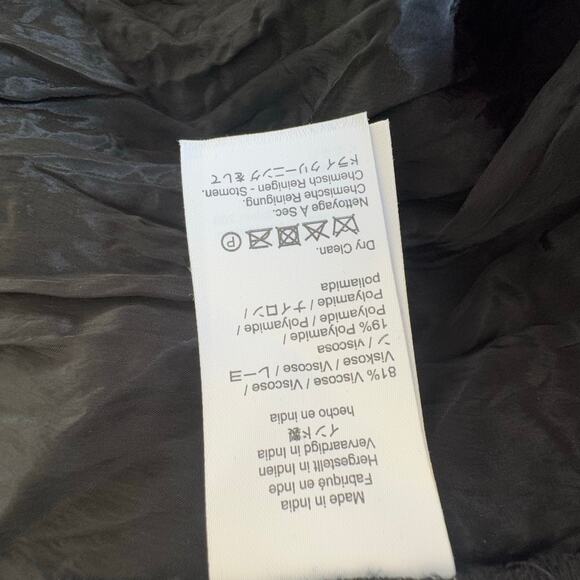 Made in India
Fabriqué en Inde
Hergestellt in Indien
Vervaardigd in India
インド製
hecho en india
81% Viscose / Viscose /
Viskose / Viscose / レーヨ
ン / viscosa
19% Polyamide /
Polyamide / Polyamide /
Polyamide / ナイロン /
poliamida
Dry Clean.
P
Nettoyage À Sec.
Chemische Reinigung.
Chemisch Reinigen - Stomen.
ドライ クリーニング をして